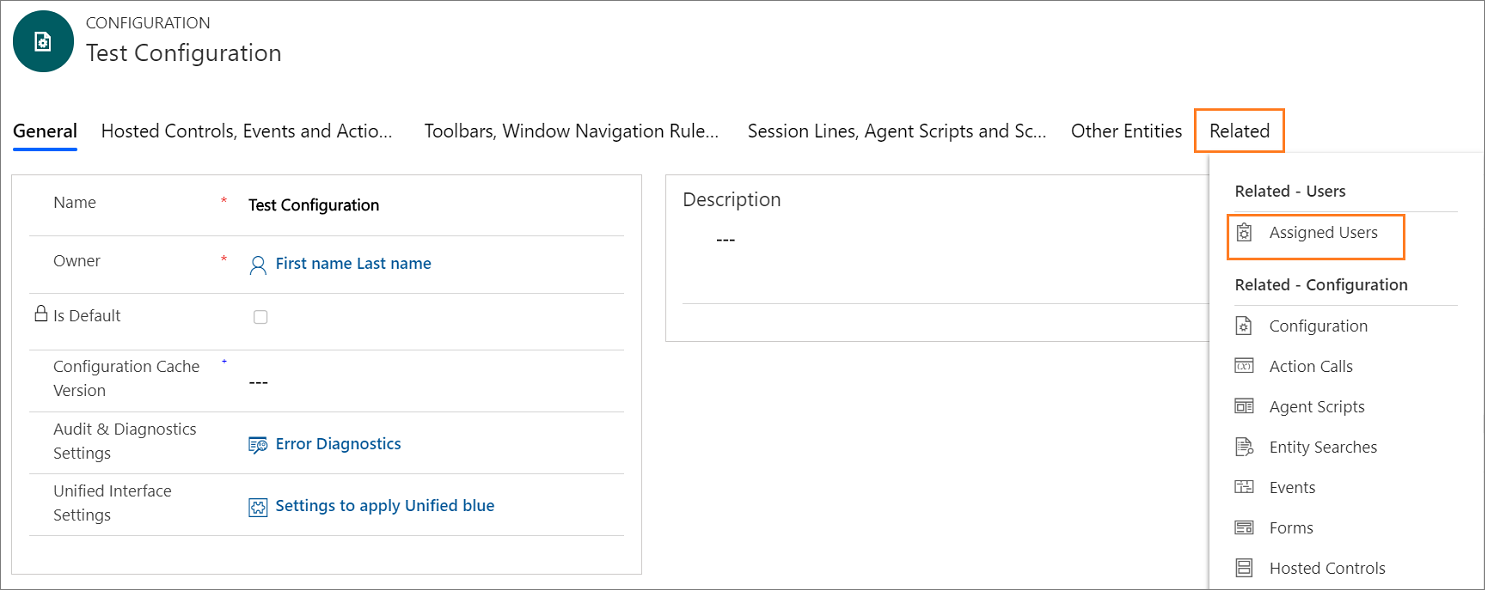 CONFIGURATION
Test Configuration
General
Hosted Controls, Events and Actio...
Toolbars, Window Navigation Rule...
Session Lines, Agent Scripts and Sc...
Other Entities
Related
Name * Test Configuration
Owner * First name Last name
Is Default
Configuration Cache + ---
Version
Audit & Diagnostics
Settings
Error Diagnostics
Unified Interface
Settings
Settings to apply Unified blue
Description
---
Related - Users
Assigned Users
Related - Configuration
Configuration
Action Calls
Agent Scripts
Entity Searches
Events
Forms
Hosted Controls